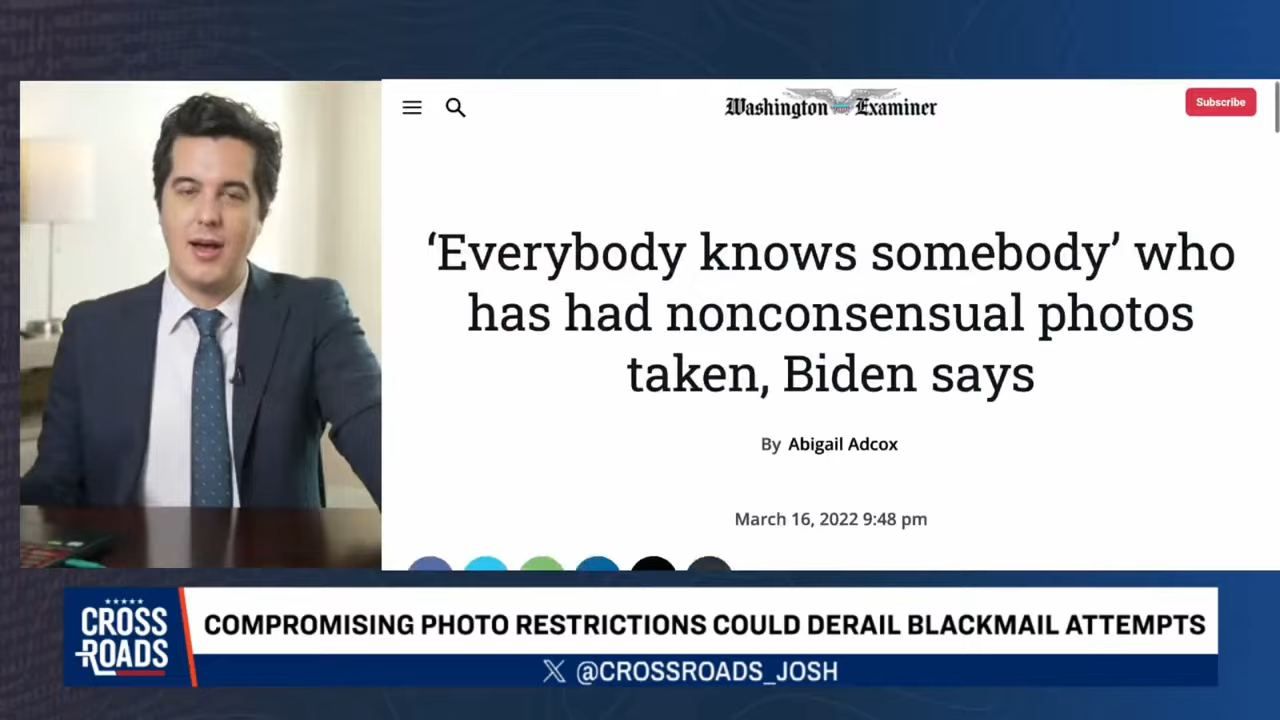 Washington Examiner
Subscribe
‘Everybody knows somebody’ who
has had nonconsensual photos
taken, Biden says
By Abigail Adcox
March 16, 2022 9:48 pm
CROSS
ROADS
COMPROMISING PHOTO RESTRICTIONS COULD DERAIL BLACKMAIL ATTEMPTS
X @CROSSROADS_JOSH